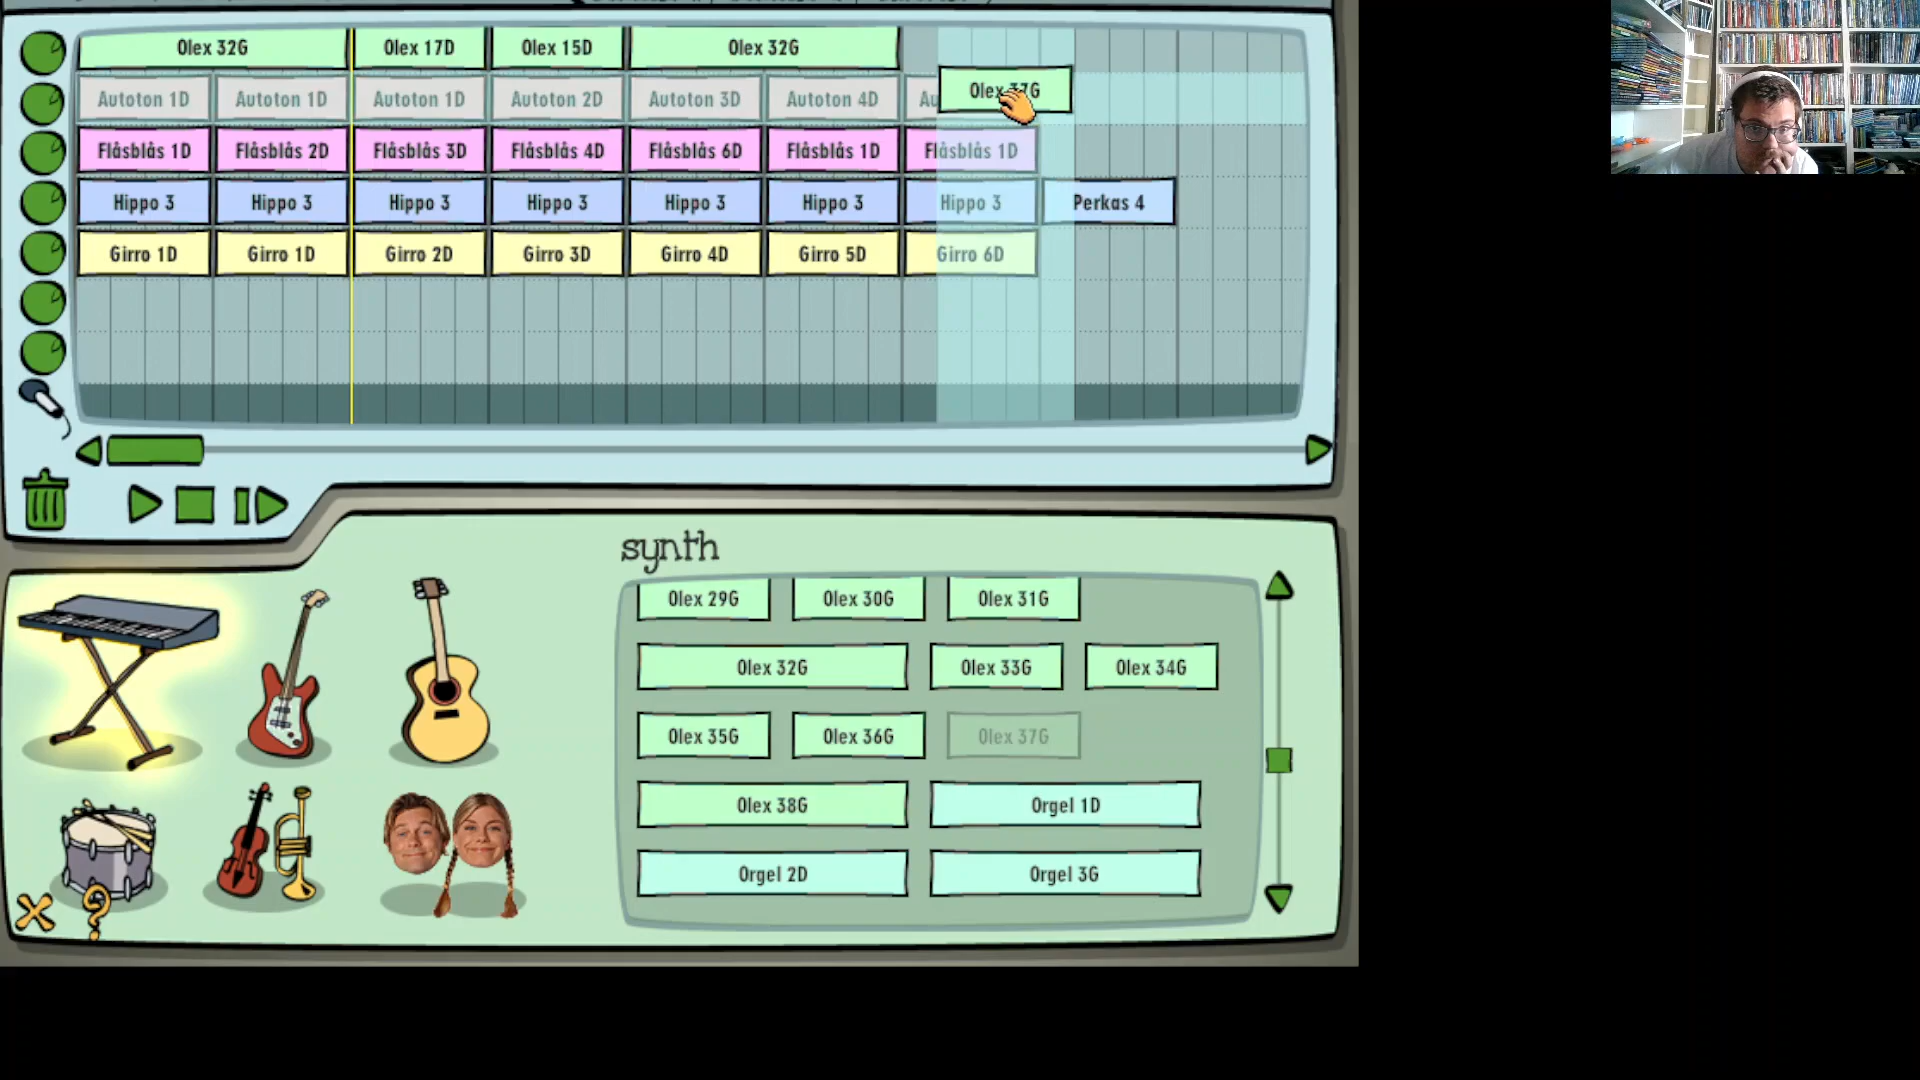 Olex 32G Olex 17D Olex 15D Olex 32G
Olex 37G
Autoton 1D Autoton 1D Autoton 1D Autoton 2D Autoton 3D Autoton 4D Au
Flåsblås 1D Flåsblås 2D Flåsblås 3D Flåsblås 4D Flåsblås 6D Flåsblås 1D Flåsblås 1D
Hippo 3 Hippo 3 Hippo 3 Hippo 3 Hippo 3 Hippo 3 Hippo 3 Perkas 4
Girro 1D Girro 1D Girro 2D Girro 3D Girro 4D Girro 5D Girro 6D
synth
Olex 29G Olex 30G Olex 31G
Olex 32G Olex 33G Olex 34G
Olex 35G Olex 36G Olex 37G
Olex 38G Orgel 1D
Orgel 2D Orgel 3G
?